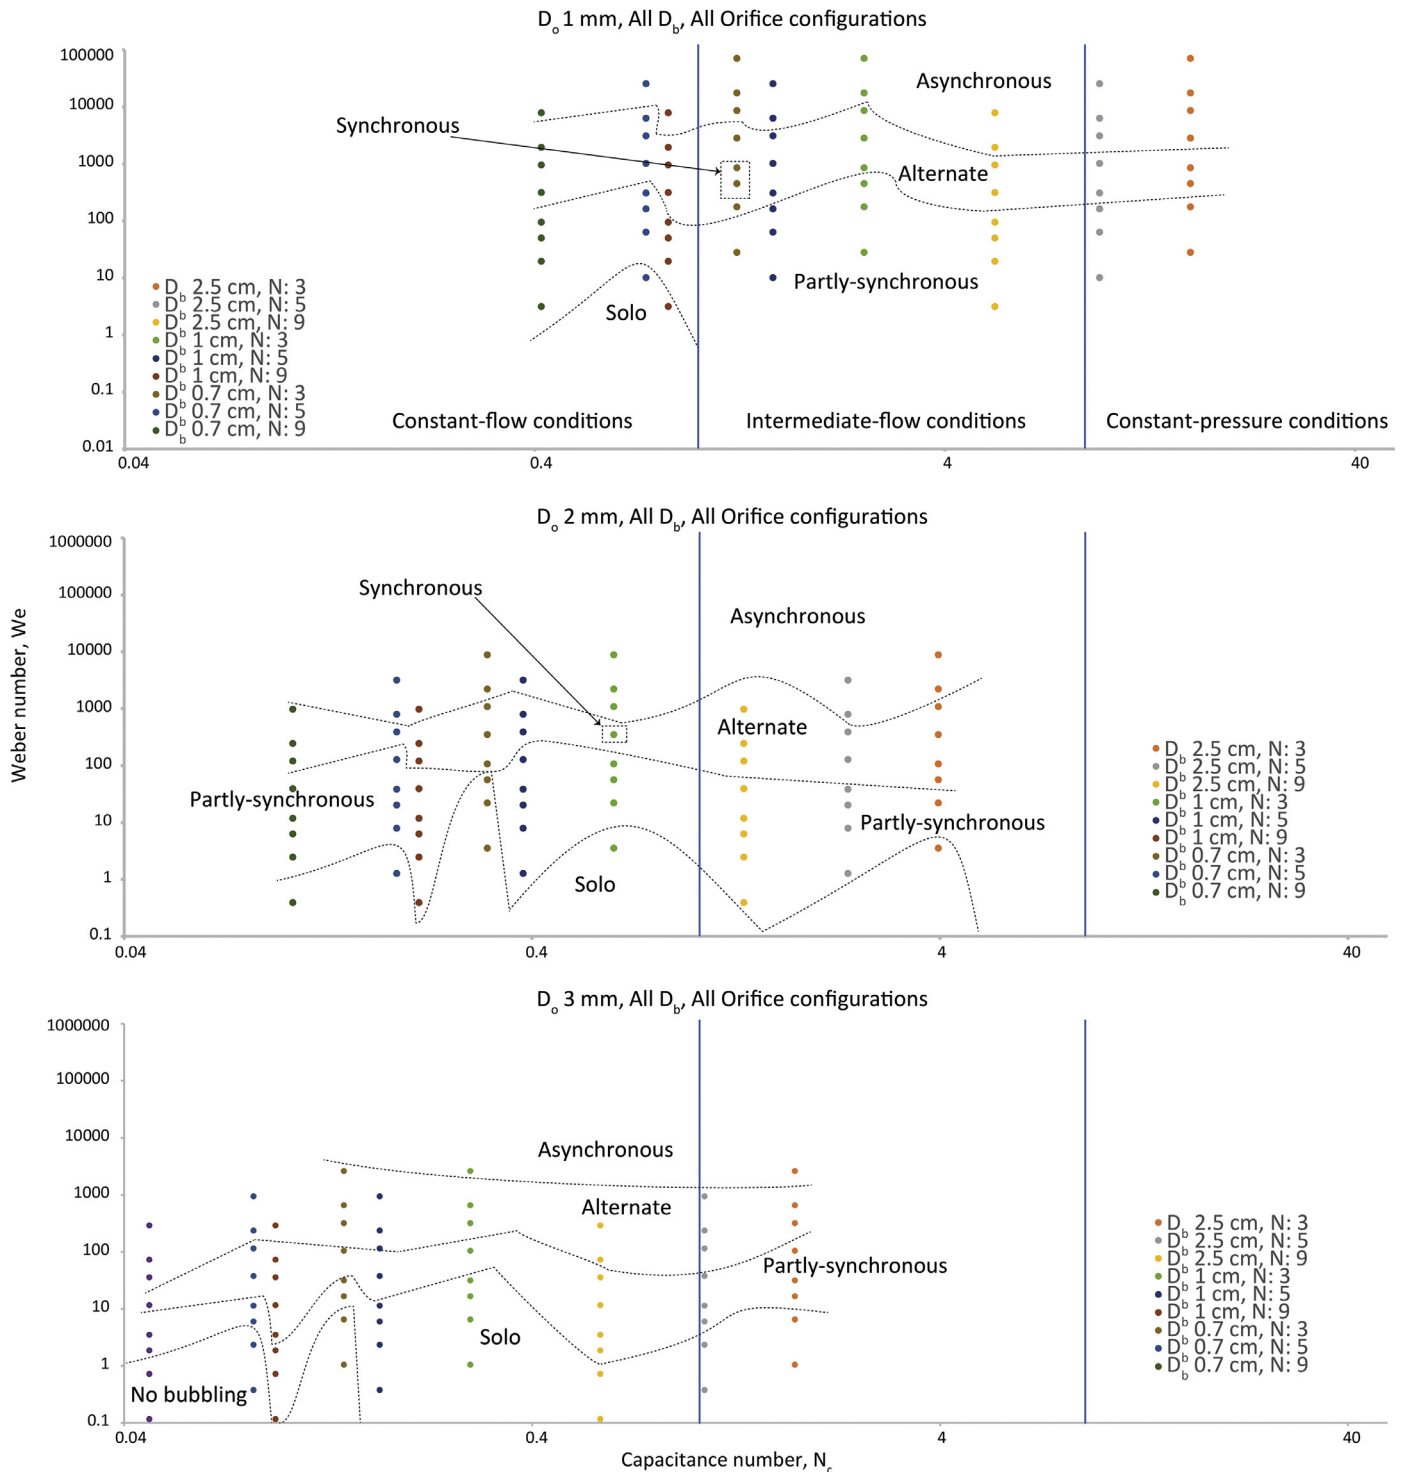 Do 1 mm, All Db, All Orifice configurations
100000
10000
1000
100
10
1
0.1
0.01
Asynchronous
Synchronous
Alternate
Partly-synchronous
Solo
Db 2.5 cm, N: 3
Db 2.5 cm, N: 5
Db 2.5 cm, N: 9
Db 1 cm, N: 3
Db 1 cm, N: 5
Db 1 cm, N: 9
Db 0.7 cm, N: 3
Db 0.7 cm, N: 5
Db 0.7 cm, N: 9
Constant-flow conditions
Intermediate-flow conditions
Constant-pressure conditions
0.04
0.4
4
40
Do 2 mm, All Db, All Orifice configurations
Weber number, We
1000000
100000
10000
1000
100
10
1
0.1
Synchronous
Asynchronous
Alternate
Partly-synchronous
Partly-synchronous
Solo
Db 2.5 cm, N: 3
Db 2.5 cm, N: 5
Db 2.5 cm, N: 9
Db 1 cm, N: 3
Db 1 cm, N: 5
Db 1 cm, N: 9
Db 0.7 cm, N: 3
Db 0.7 cm, N: 5
Db 0.7 cm, N: 9
0.04
0.4
4
40
Do 3 mm, All Db, All Orifice configurations
1000000
100000
10000
1000
100
10
1
0.1
Asynchronous
Alternate
Partly-synchronous
Solo
No bubbling
Db 2.5 cm, N: 3
Db 2.5 cm, N: 5
Db 2.5 cm, N: 9
Db 1 cm, N: 3
Db 1 cm, N: 5
Db 1 cm, N: 9
Db 0.7 cm, N: 3
Db 0.7 cm, N: 5
Db 0.7 cm, N: 9
0.04
0.4
4
40
Capacitance number, Nc